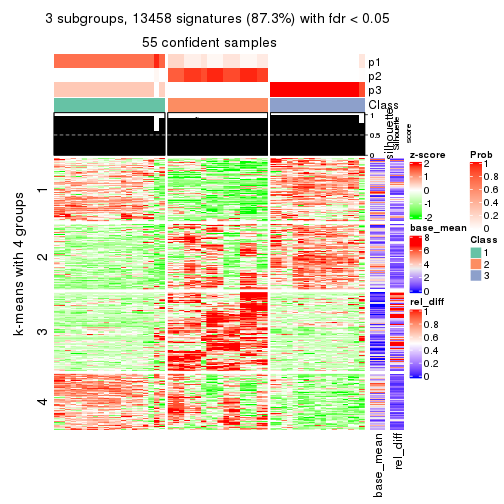 3 subgroups, 13458 signatures (87.3%) with fdr < 0.05
55 confident samples
p1
p2
p3
Class
1
0.5
0
silhouette
Silhouette
score
k-means with 4 groups
1
2
3
4
base_mean
rel_diff
z-score
2
1
0
-1
-2
base_mean
8
6
4
2
0
rel_diff
1
0.8
0.6
0.4
0.2
0
Prob
1
0.8
0.6
0.4
0.2
0
Class
1
2
3